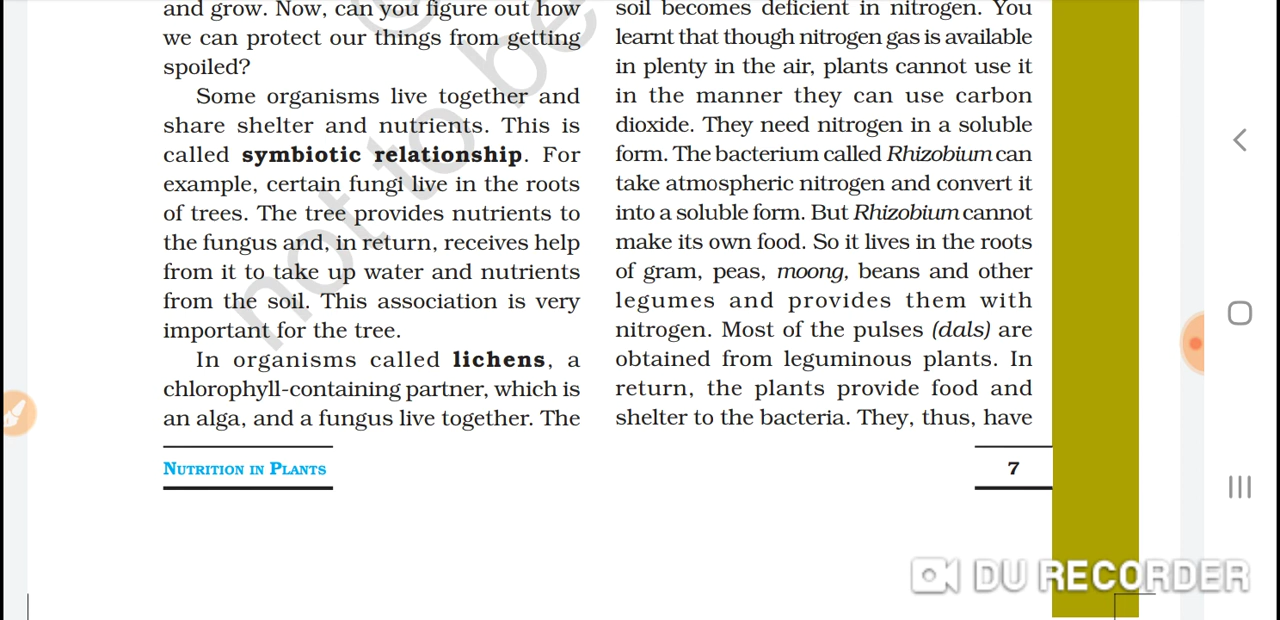 and grow. Now, can you figure out how
we can protect our things from getting
spoiled?
Some organisms live together and
share shelter and nutrients. This is
called symbiotic relationship. For
example, certain fungi live in the roots
of trees. The tree provides nutrients to
the fungus and, in return, receives help
from it to take up water and nutrients
from the soil. This association is very
important for the tree.
In organisms called lichens, a
chlorophyll-containing partner, which is
an alga, and a fungus live together. The
soil becomes deficient in nitrogen. You
learnt that though nitrogen gas is available
in plenty in the air, plants cannot use it
in the manner they can use carbon
dioxide. They need nitrogen in a soluble
form. The bacterium called Rhizobium can
take atmospheric nitrogen and convert it
into a soluble form. But Rhizobium cannot
make its own food. So it lives in the roots
of gram, peas, moong, beans and other
legumes and provides them with
nitrogen. Most of the pulses (dals) are
obtained from leguminous plants. In
return, the plants provide food and
shelter to the bacteria. They, thus, have
not to be
NUTRITION IN PLANTS
7
DU RECORDER